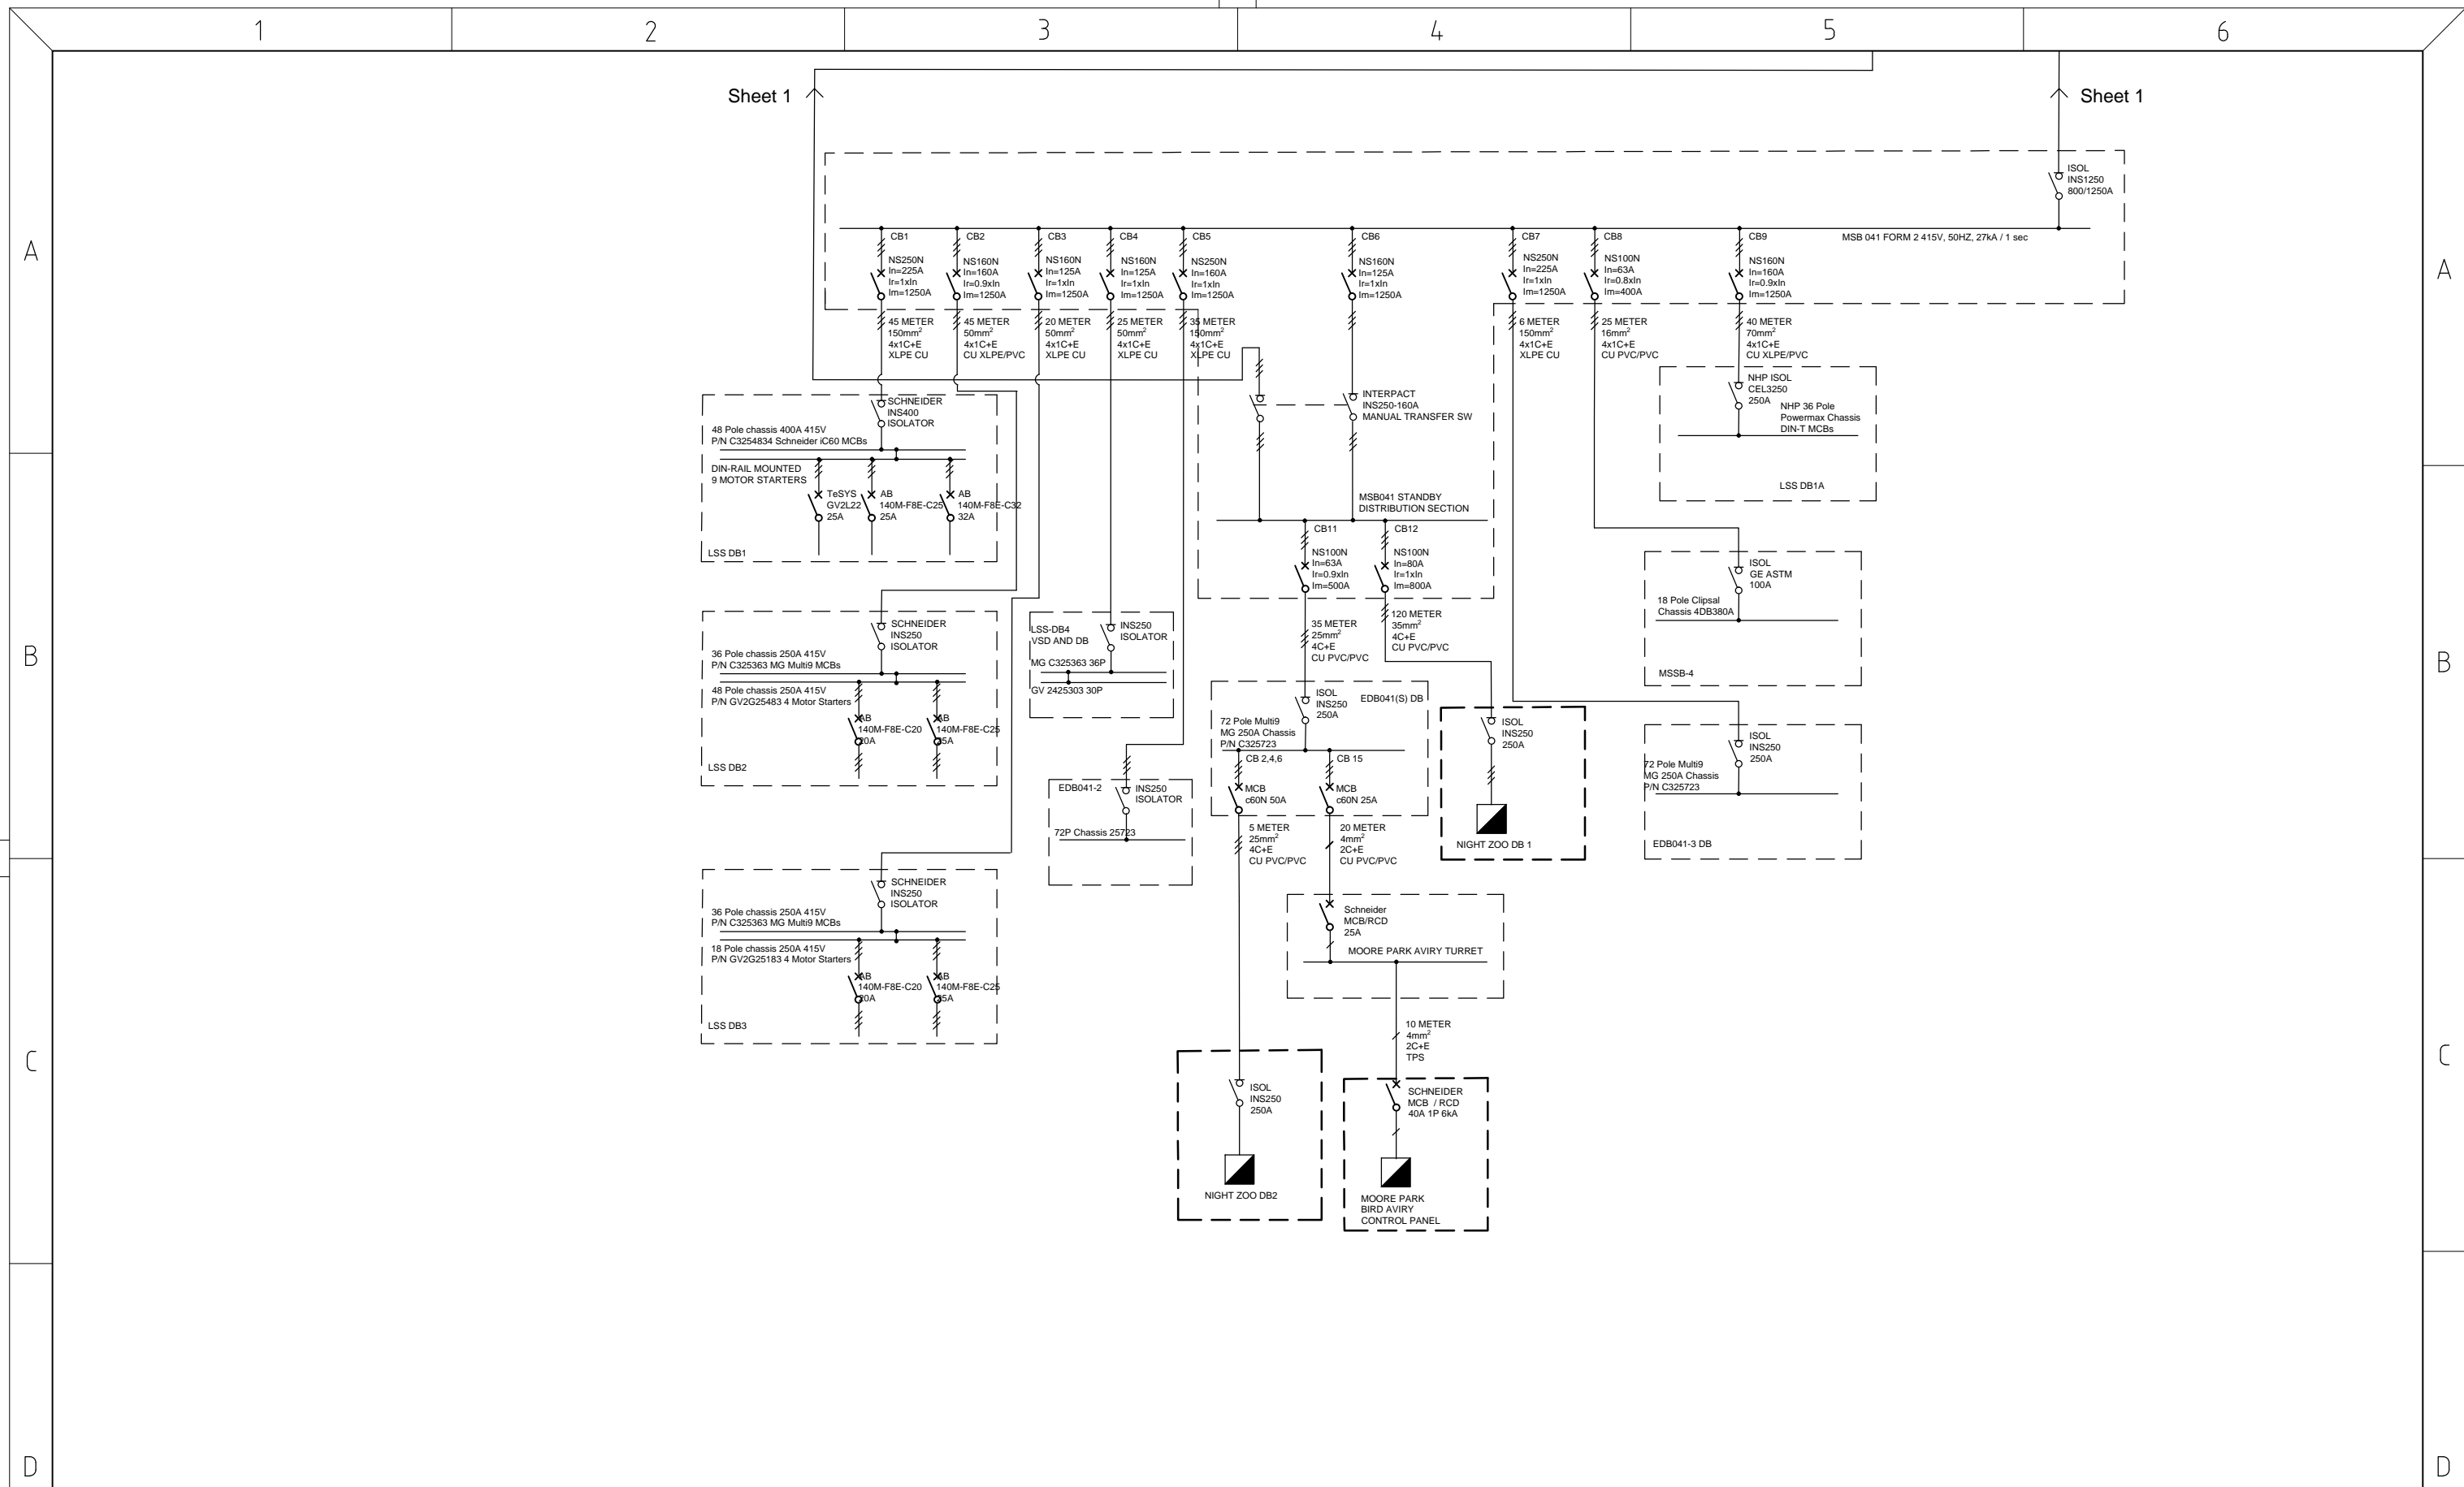 1
2
3
4
5
6
Sheet 1
Sheet 1
ISOL
INS1250
800/1250A
A
A
MSB 041 FORM 2 415V, 50HZ, 27kA / 1 sec
CB1
NS250N
In=225A
Ir=1xIn
Im=1250A
45 METER
150mm²
4x1C+E
XLPE CU
CB2
NS160N
In=160A
Ir=0.9xIn
Im=1250A
45 METER
50mm²
4x1C+E
CU XLPE/PVC
CB3
NS160N
In=125A
Ir=1xIn
Im=1250A
20 METER
50mm²
4x1C+E
XLPE CU
CB4
NS160N
In=125A
Ir=1xIn
Im=1250A
25 METER
50mm²
4x1C+E
XLPE CU
CB5
NS250N
In=160A
Ir=1xIn
Im=1250A
35 METER
150mm²
4x1C+E
XLPE CU
CB6
NS160N
In=125A
Ir=1xIn
Im=1250A
CB7
NS250N
In=225A
Ir=1xIn
Im=1250A
6 METER
150mm²
4x1C+E
XLPE CU
CB8
NS100N
In=63A
Ir=0.8xIn
Im=400A
25 METER
16mm²
4x1C+E
CU PVC/PVC
CB9
NS160N
In=160A
Ir=0.9xIn
Im=1250A
40 METER
70mm²
4x1C+E
CU XLPE/PVC
SCHNEIDER
INS400
ISOLATOR
48 Pole chassis 400A 415V
P/N C3254834 Schneider iC60 MCBs
DIN-RAIL MOUNTED
9 MOTOR STARTERS
TeSYS
GV2L22
25A
AB
140M-F8E-C25
25A
AB
140M-F8E-C32
32A
LSS DB1
INTERPACT
INS250-160A
MANUAL TRANSFER SW
MSB041 STANDBY
DISTRIBUTION SECTION
NHP ISOL
CEL3250
250A
NHP 36 Pole
Powermax Chassis
DIN-T MCBs
LSS DB1A
CB11
NS100N
In=63A
Ir=0.9xIn
Im=500A
35 METER
25mm²
4C+E
CU PVC/PVC
CB12
NS100N
In=80A
Ir=1xIn
Im=800A
120 METER
35mm²
4C+E
CU PVC/PVC
ISOL
GE ASTM
100A
18 Pole Clipsal
Chassis 4DB380A
MSSB-4
B
B
SCHNEIDER
INS250
ISOLATOR
36 Pole chassis 250A 415V
P/N C325363 MG Multi9 MCBs
48 Pole chassis 250A 415V
P/N GV2G25483 4 Motor Starters
AB
140M-F8E-C20
20A
AB
140M-F8E-C25
25A
LSS DB2
LSS-DB4
VSD AND DB
INS250
ISOLATOR
MG C325363 36P
GV 2425303 30P
ISOL
INS250
250A
EDB041(S) DB
72 Pole Multi9
MG 250A Chassis
P/N C325723
CB 2,4,6
MCB
c60N 50A
CB 15
MCB
c60N 25A
5 METER
25mm²
4C+E
CU PVC/PVC
20 METER
4mm²
2C+E
CU PVC/PVC
ISOL
INS250
250A
NIGHT ZOO DB 1
ISOL
INS250
250A
72 Pole Multi9
MG 250A Chassis
P/N C325723
EDB041-3 DB
EDB041-2
INS250
ISOLATOR
72P Chassis 25723
SCHNEIDER
INS250
ISOLATOR
36 Pole chassis 250A 415V
P/N C325363 MG Multi9 MCBs
18 Pole chassis 250A 415V
P/N GV2G25183 4 Motor Starters
AB
140M-F8E-C20
20A
AB
140M-F8E-C25
25A
LSS DB3
Schneider
MCB/RCD
25A
MOORE PARK AVIRY TURRET
10 METER
4mm²
2C+E
TPS
C
C
ISOL
INS250
250A
NIGHT ZOO DB2
SCHNEIDER
MCB / RCD
40A 1P 6kA
MOORE PARK
BIRD AVIRY
CONTROL PANEL
D
D